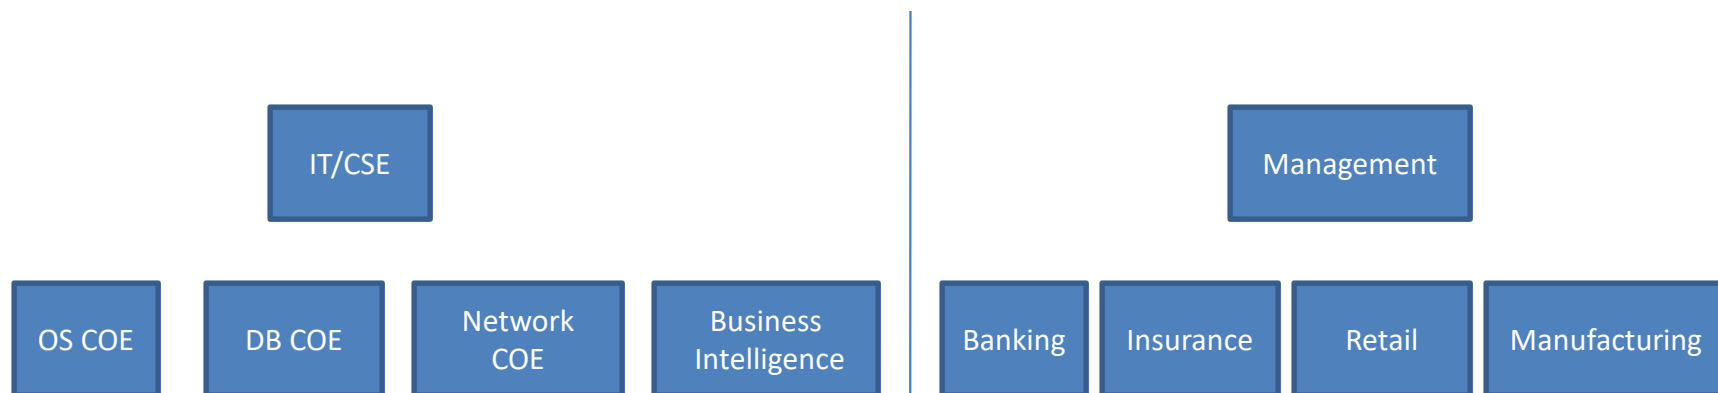 IT/CSE
Management
OS COE
DB COE
Network
COE
Business
Intelligence
Banking
Insurance
Retail
Manufacturing